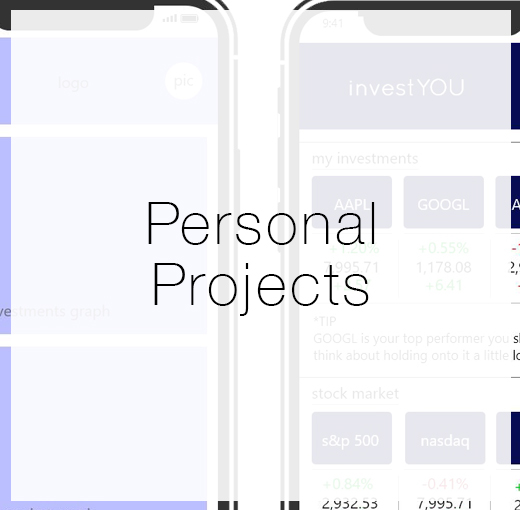 9:41
logo
pic
investYOU
my investments
AAPL
GOOGL
A
+0.55%
7,995.71
1,178.08
2,
+6.41
Personal
Projects
vestments graph
*TIP
GOOGL is your top performer you s
think about holding onto it a little lo
stock market
s&p 500
nasdaq
+0.84%
-0.41%
2,932.53
7,995.71
2